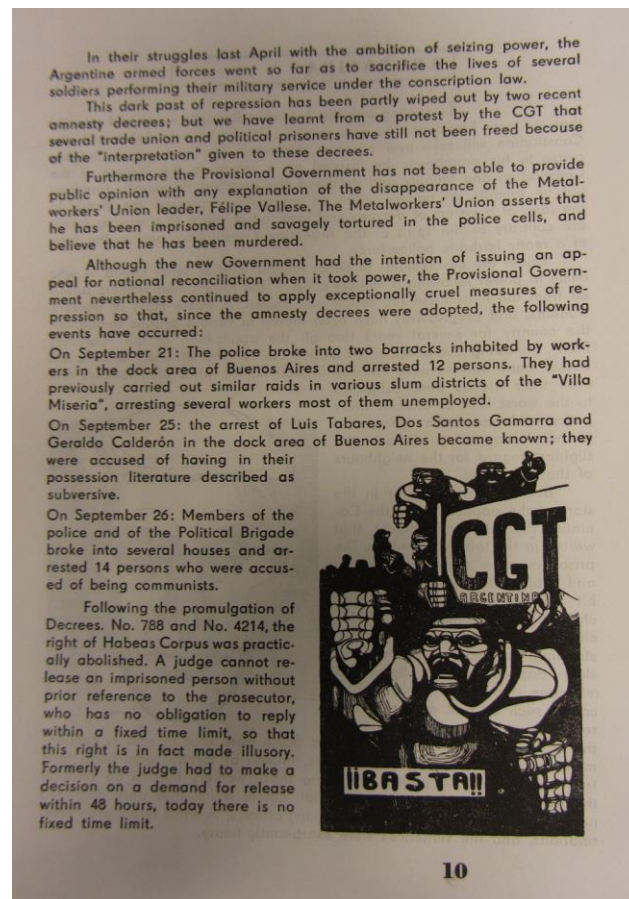 In their struggles last April with the ambition of seizing power, the
Argentine armed forces went so far as to sacrifice the lives of several
soldiers performing their military service under the conscription law.
This dark past of repression has been partly wiped out by two recent
amnesty decrees; but we have learnt from a protest by the CGT that
several trade union and political prisoners have still not been freed becouse
of the "interpretation" given to these decrees.
Furthermore the Provisional Government has not been able to provide
public opinion with any explanation of the disappearance of the Metal-
workers' Union leader, Félipe Vallese. The Metalworkers' Union asserts that
he has been imprisoned and savagely tortured in the police cells, and
believe that he has been murdered.
Although the new Government had the intention of issuing an ap-
peal for national reconciliation when it took power, the Provisional Govern-
ment nevertheless continued to apply exceptionally cruel measures of re-
pression so that, since the amnesty decrees were adopted, the following
events have occurred:
On September 21: The police broke into two barracks inhabited by work-
ers in the dock area of Buenos Aires and arrested 12 persons. They had
previously carried out similar raids in various slum districts of the "Villa
Miseria", arresting several workers most of them unemployed.
On September 25: the arrest of Luis Tabares, Dos Santos Gamarra and
Geraldo Calderón in the dock area of Buenos Aires became known; they
were accused of having in their
possession literature described as
subversive.
On September 26: Members of the
police and of the Political Brigade
broke into several houses and ar-
rested 14 persons who were accus-
ed of being communists.
Following the promulgation of
Decrees. No. 788 and No. 4214, the
right of Habeas Corpus was practic-
ally abolished. A judge cannot re-
lease an imprisoned person without
prior reference to the prosecutor,
who has no obligation to reply
within a fixed time limit, so that
this right is in fact made illusory.
Formerly the judge had to make a
decision on a demand for release
within 48 hours, today there is no
fixed time limit.
CGT
ARGENTINA
¡¡BASTA!!
10